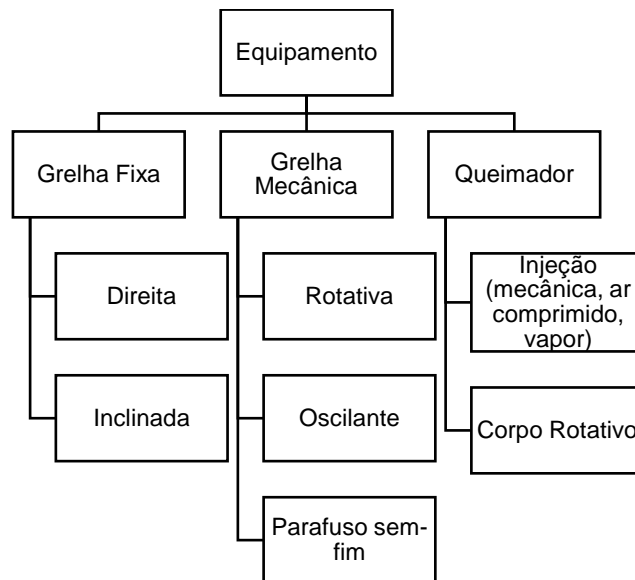 Equipamento
Grelha Fixa
Grelha
Mecânica
Queimador
Direita
Inclinada
Rotativa
Oscilante
Parafuso sem-
fim
Injeção
(mecânica, ar
comprimido,
vapor)
Corpo Rotativo